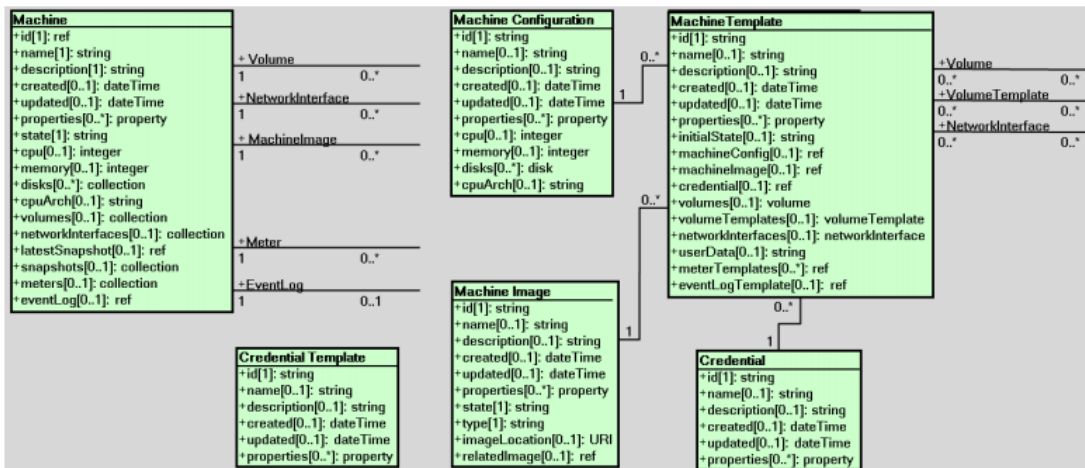 Machine
+id[1]: ref
+name[1]: string
+description[1]: string
+created[0..1]: dateTime
+updated[0..1]: dateTime
+properties[0..*]: property
+state[1]: string
+cpu[0..1]: integer
+memory[0..1]: integer
+disks[0..*]: collection
+cpuArch[0..1]: string
+volumes[0..1]: collection
+networkInterfaces[0..1]: collection
+latestSnapshot[0..1]: ref
+snapshots[0..1]: collection
+meters[0..1]: collection
+eventLog[0..1]: ref
+ Volume
1 0..*
+NetworkInterface
1 0..*
+MachineImage
1 0..*
+Meter
1 0..*
+EventLog
1 0..1
Machine Configuration
+id[1]: string
+name[0..1]: string
+description[0..1]: string
+created[0..1]: dateTime
+updated[0..1]: dateTime
+properties[0..*]: property
+cpu[0..1]: integer
+memory[0..1]: integer
+disks[0..*]: disk
+cpuArch[0..1]: string
0..*
1
MachineTemplate
+id[1]: string
+name[0..1]: string
+description[0..1]: string
+created[0..1]: dateTime
+updated[0..1]: dateTime
+properties[0..*]: property
+initialState[0..1]: string
+machineConfig[0..1]: ref
+machineImage[0..1]: ref
+credential[0..1]: ref
+volumes[0..1]: volume
+volumeTemplates[0..1]: volumeTemplate
+networkInterfaces[0..1]: networkInterface
+userData[0..1]: string
+meterTemplates[0..*]: ref
+eventLogTemplate[0..1]: ref
+Volume
0..* 0..*
+VolumeTemplate
0..* 0..*
+NetworkInterface
0..* 0..*
0..*
1
0..*
1
Machine Image
+id[1]: string
+name[0..1]: string
+description[0..1]: string
+created[0..1]: dateTime
+updated[0..1]: dateTime
+properties[0..*]: property
+state[1]: string
+type[1]: string
+imageLocation[0..1]: URI
+relatedImage[0..1]: ref
Credential Template
+id[1]: string
+name[0..1]: string
+description[0..1]: string
+created[0..1]: dateTime
+updated[0..1]: dateTime
+properties[0..*]: property
Credential
+id[1]: string
+name[0..1]: string
+description[0..1]: string
+created[0..1]: dateTime
+updated[0..1]: dateTime
+properties[0..*]: property